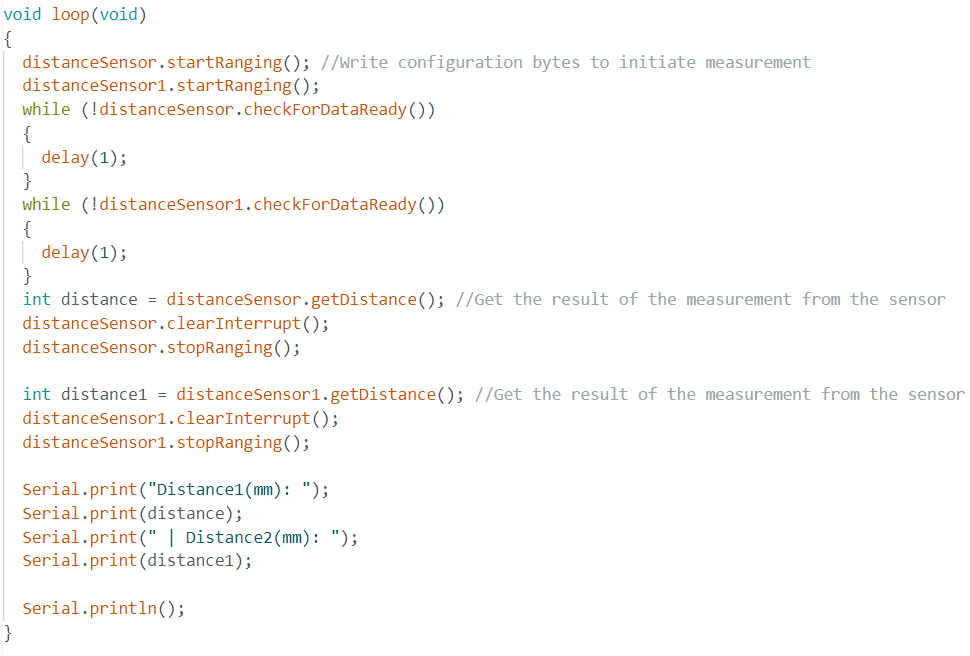 void loop(void)
{
  distanceSensor.startRanging(); //Write configuration bytes to initiate measurement
  distanceSensor1.startRanging();
  while (!distanceSensor.checkForDataReady())
  {
    delay(1);
  }
  while (!distanceSensor1.checkForDataReady())
  {
    delay(1);
  }
  int distance = distanceSensor.getDistance(); //Get the result of the measurement from the sensor
  distanceSensor.clearInterrupt();
  distanceSensor.stopRanging();

  int distance1 = distanceSensor1.getDistance(); //Get the result of the measurement from the sensor
  distanceSensor1.clearInterrupt();
  distanceSensor1.stopRanging();

  Serial.print("Distance1(mm): ");
  Serial.print(distance);
  Serial.print(" | Distance2(mm): ");
  Serial.print(distance1);

  Serial.println();
}